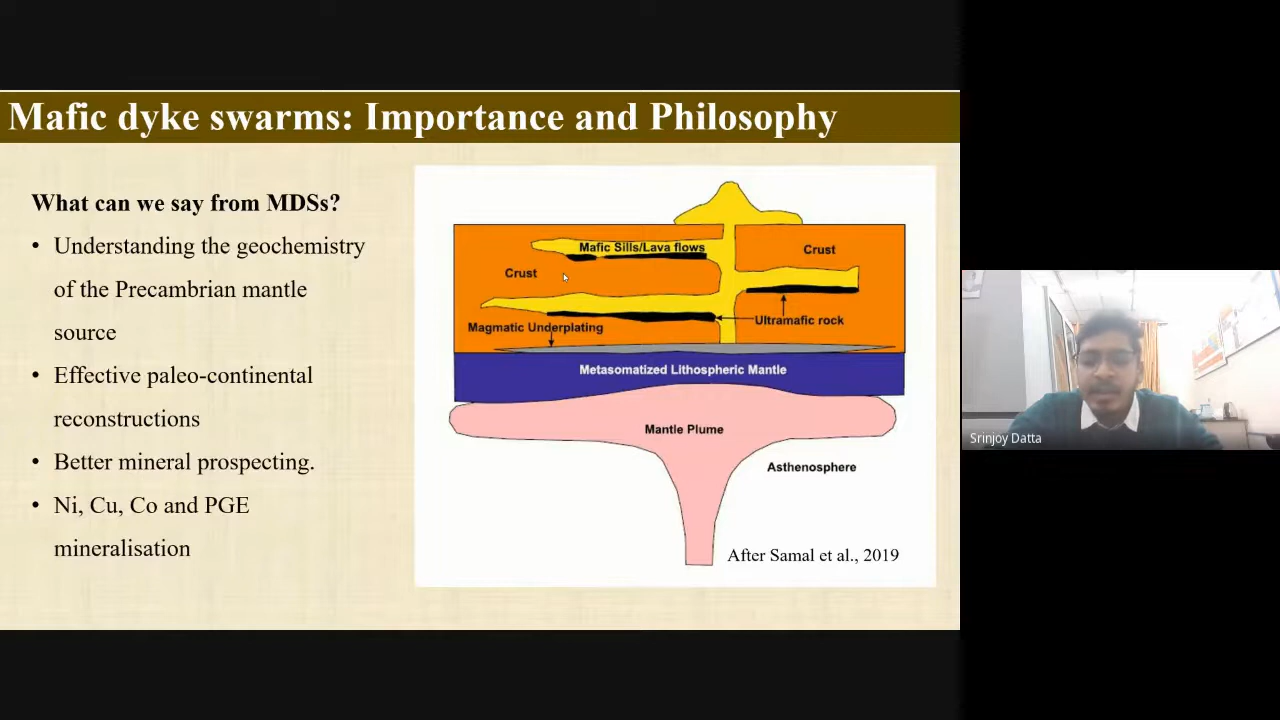 Mafic dyke swarms: Importance and Philosophy
What can we say from MDSs?
• Understanding the geochemistry
of the Precambrian mantle
source
• Effective paleo-continental
reconstructions
• Better mineral prospecting.
• Ni, Cu, Co and PGE
mineralisation
Mafic Sills/Lava flows
Crust
Crust
Ultramafic rock
Magmatic Underplating
Metasomatized Lithospheric Mantle
Mantle Plume
Asthenosphere
After Samal et al., 2019
Srinjoy Datta